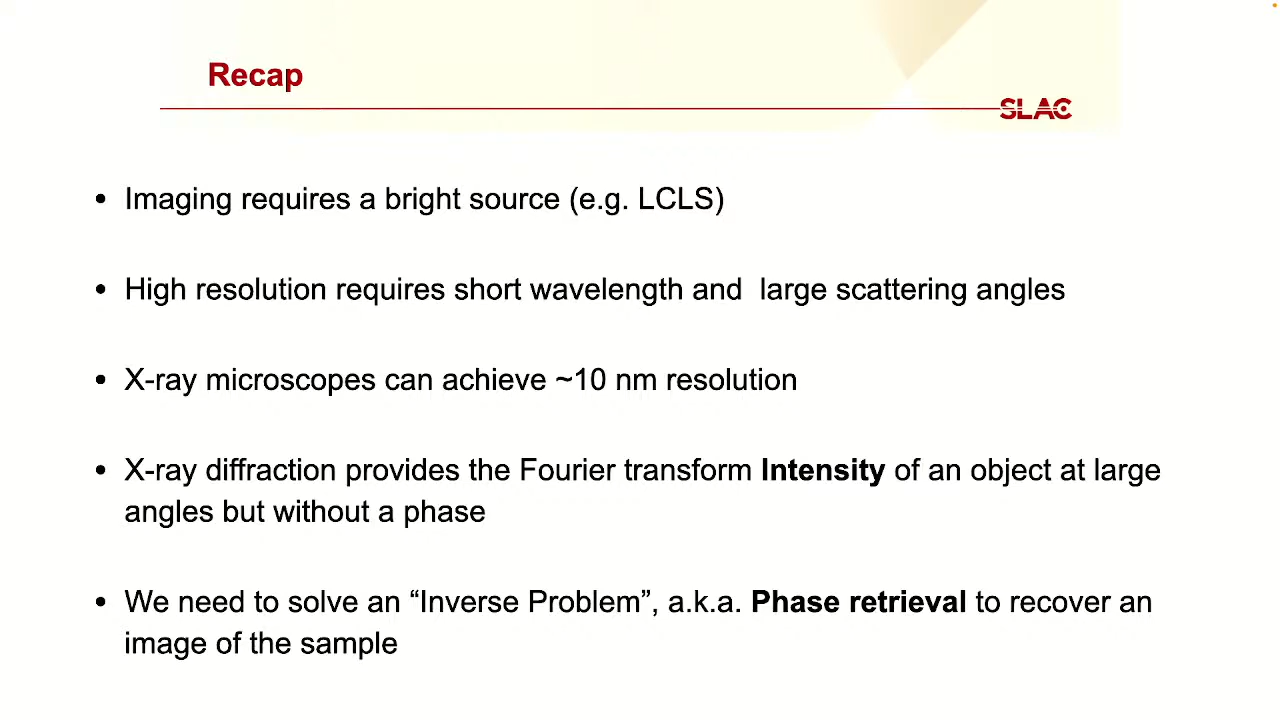 Recap
SLAC
• Imaging requires a bright source (e.g. LCLS)
• High resolution requires short wavelength and  large scattering angles
• X-ray microscopes can achieve ~10 nm resolution
• X-ray diffraction provides the Fourier transform Intensity of an object at large
angles but without a phase
• We need to solve an “Inverse Problem”, a.k.a. Phase retrieval to recover an
image of the sample